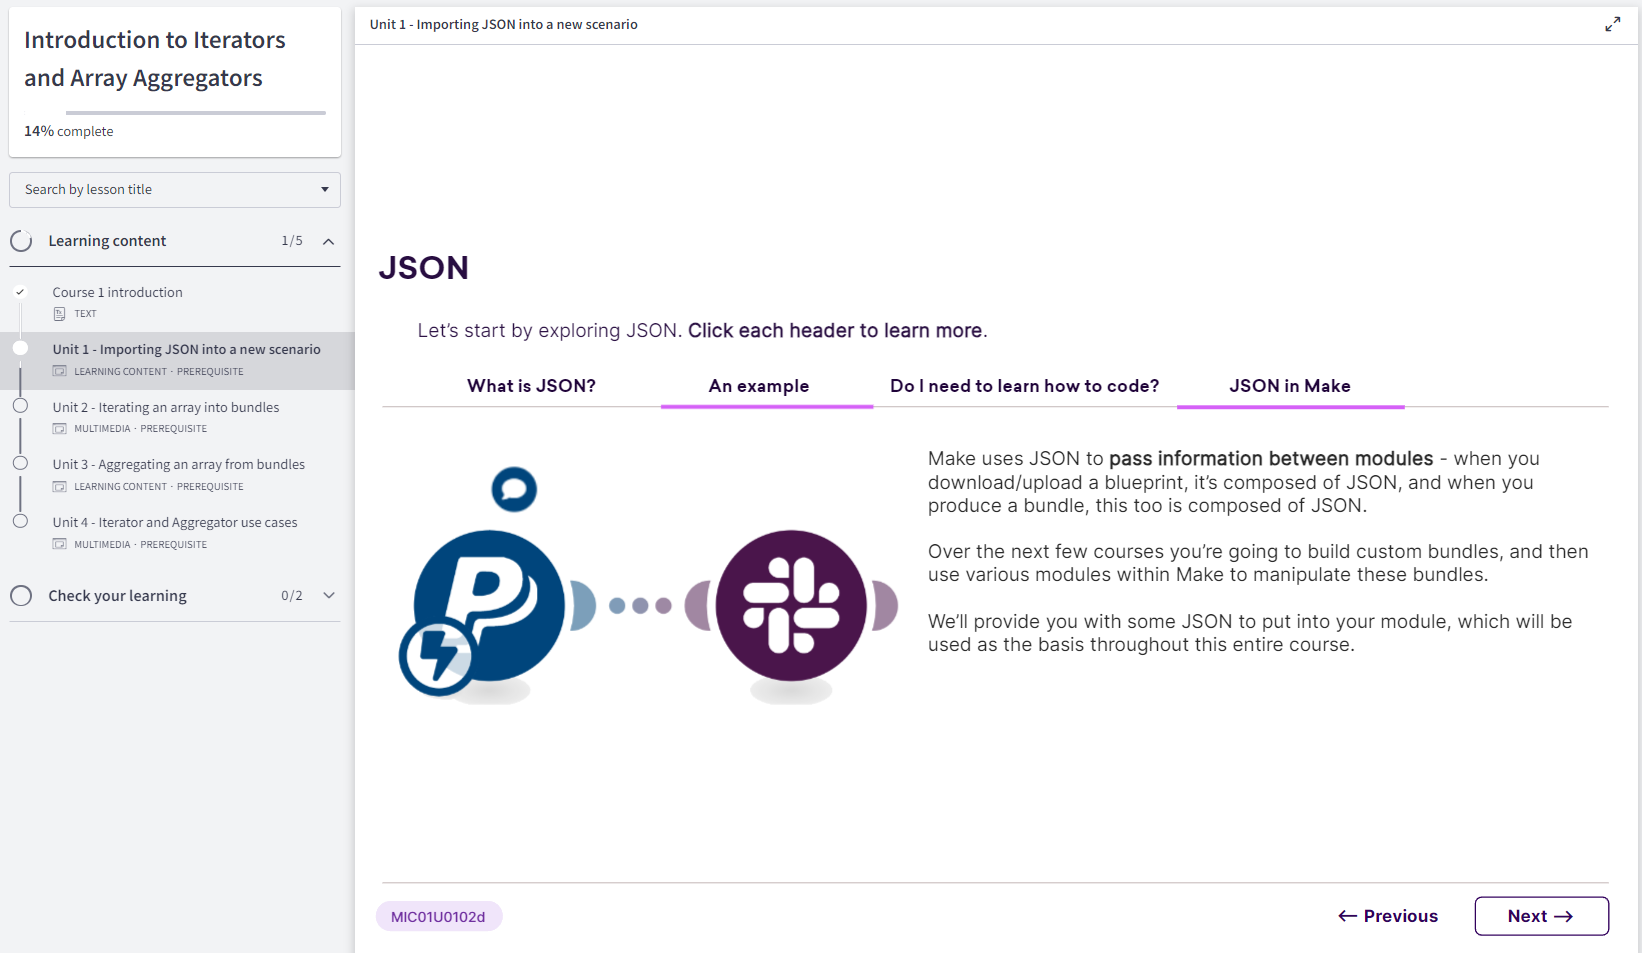 Introduction to Iterators
and Array Aggregators
14% complete
Search by lesson title
Learning content 1/5
Course 1 introduction
TEXT
Unit 1 - Importing JSON into a new scenario
LEARNING CONTENT · PREREQUISITE
Unit 2 - Iterating an array into bundles
MULTIMEDIA · PREREQUISITE
Unit 3 - Aggregating an array from bundles
LEARNING CONTENT · PREREQUISITE
Unit 4 - Iterator and Aggregator use cases
MULTIMEDIA · PREREQUISITE
Check your learning 0/2
Unit 1 - Importing JSON into a new scenario
JSON
Let's start by exploring JSON. Click each header to learn more.
What is JSON? An example Do I need to learn how to code? JSON in Make
Make uses JSON to pass information between modules - when you
download/upload a blueprint, it's composed of JSON, and when you
produce a bundle, this too is composed of JSON.
Over the next few courses you're going to build custom bundles, and then
use various modules within Make to manipulate these bundles.
We'll provide you with some JSON to put into your module, which will be
used as the basis throughout this entire course.
MIC01U0102d
← Previous
Next →